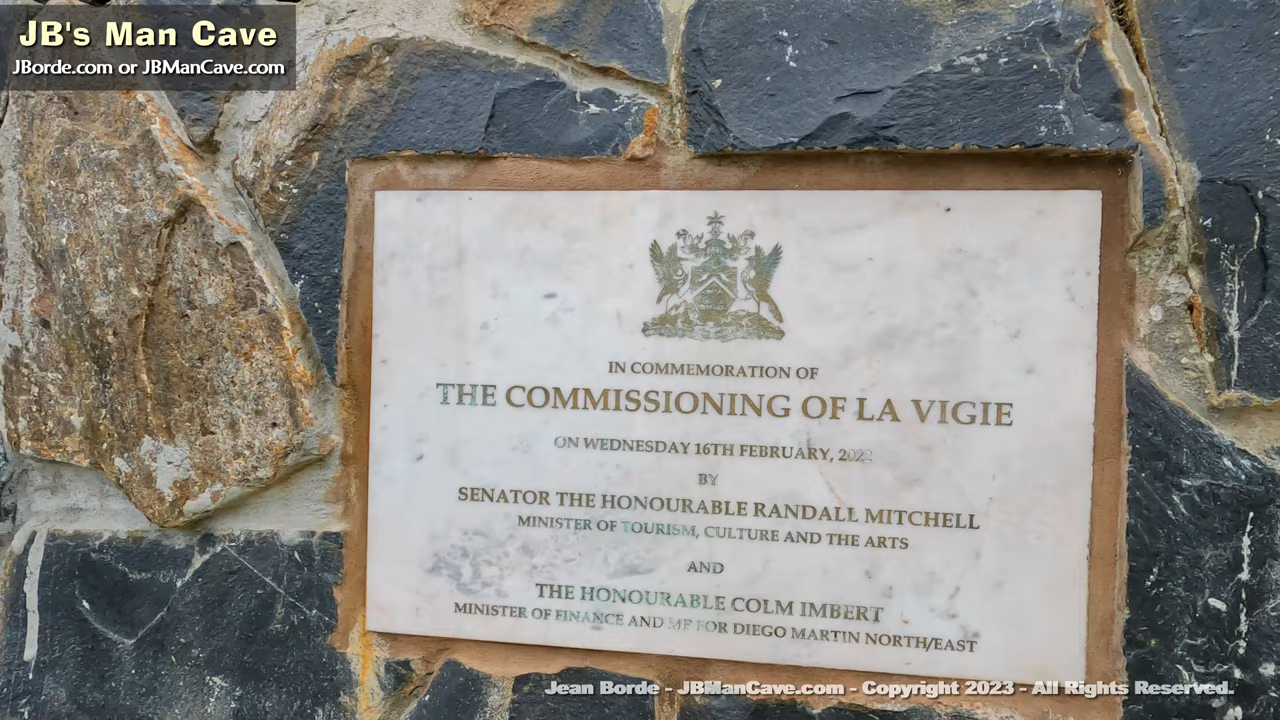 JB's Man Cave
JBorde.com or JBManCave.com
IN COMMEMORATION OF
THE COMMISSIONING OF LA VIGIE
ON WEDNESDAY 16TH FEBRUARY, 2022
BY
SENATOR THE HONOURABLE RANDALL MITCHELL
MINISTER OF TOURISM, CULTURE AND THE ARTS
AND
THE HONOURABLE COLM IMBERT
MINISTER OF FINANCE AND MP FOR DIEGO MARTIN NORTH/EAST
Jean Borde - JBManCave.com - Copyright 2023 - All Rights Reserved.